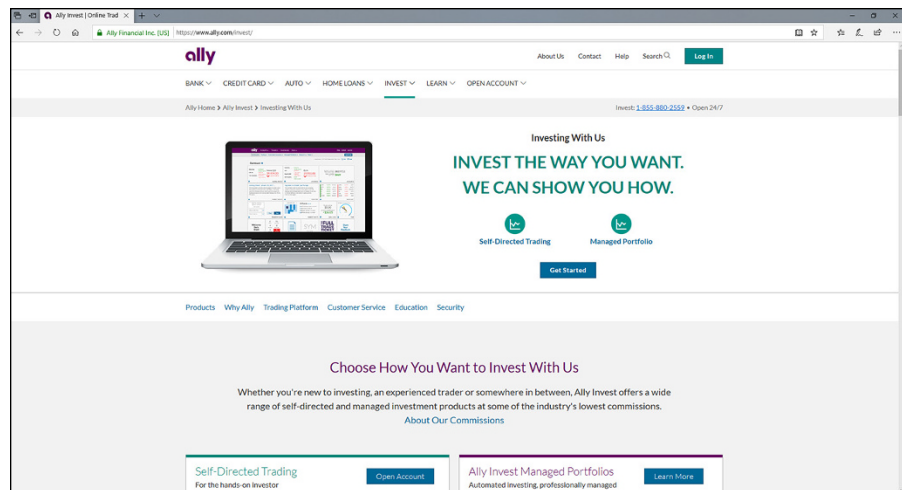 Ally Invest | Online Trad
Ally Financial Inc. [US]
https://www.ally.com/invest/
ally
About Us Contact Help Search Log In
BANK CREDIT CARD AUTO HOME LOANS INVEST LEARN OPEN ACCOUNT
Ally Home > Ally Invest > Investing With Us
Invest: 1-855-880-2559 • Open 24/7
Investing With Us
INVEST THE WAY YOU WANT.
WE CAN SHOW YOU HOW.
Self-Directed Trading Managed Portfolio
Get Started
Products Why Ally Trading Platform Customer Service Education Security
Choose How You Want to Invest With Us
Whether you're new to investing, an experienced trader or somewhere in between, Ally Invest offers a wide
range of self-directed and managed investment products at some of the industry's lowest commissions.
About Our Commissions
Self-Directed Trading
For the hands-on investor
Open Account
Ally Invest Managed Portfolios
Automated investing, professionally managed
Learn More